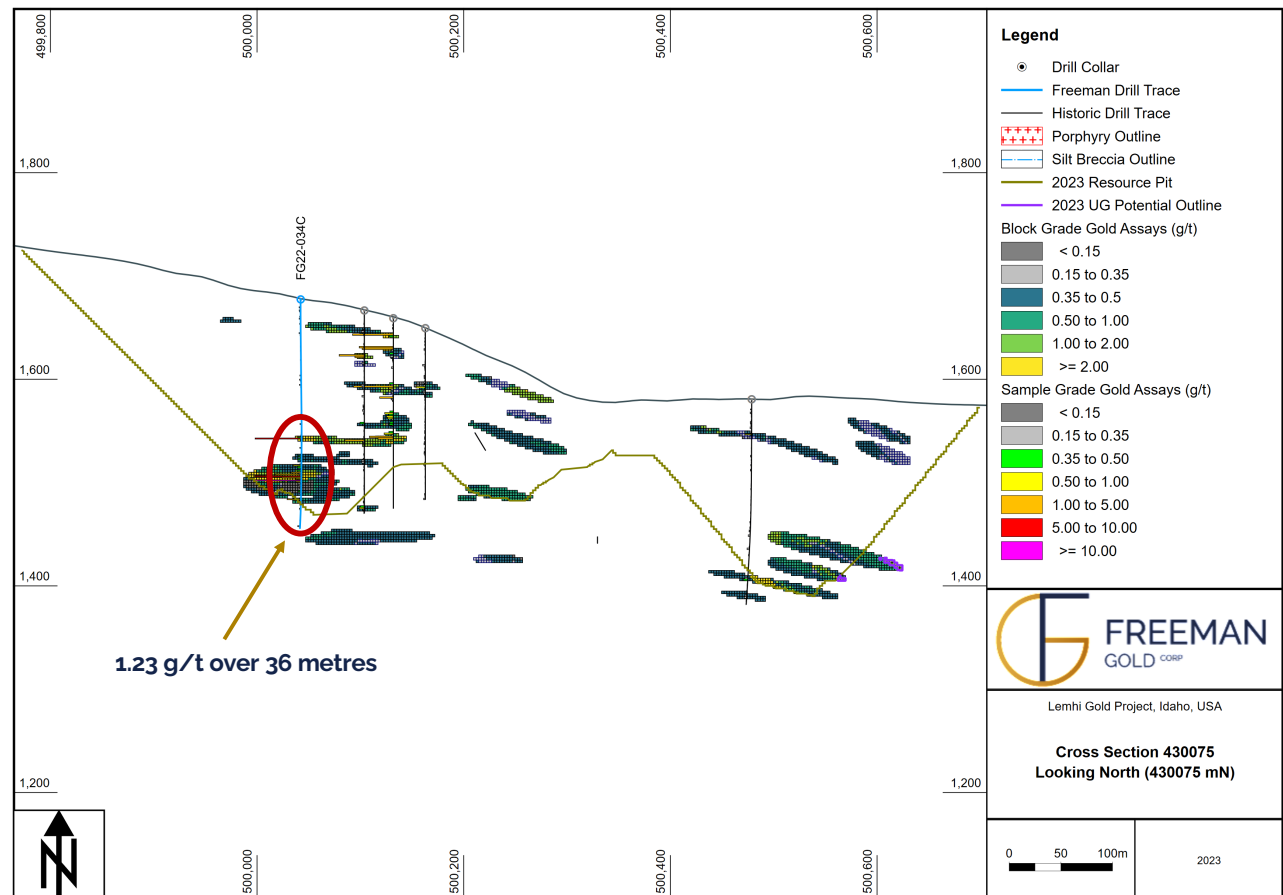 499,800
500,000
500,200
500,400
500,600
1,800
1,800
FG22-034C
1,600
1,600
1,400
1,400
1.23 g/t over 36 metres
1,200
1,200
500,000
500,200
500,400
500,600
N
Legend
Drill Collar
Freeman Drill Trace
Historic Drill Trace
Porphyry Outline
Silt Breccia Outline
2023 Resource Pit
2023 UG Potential Outline
Block Grade Gold Assays (g/t)
< 0.15
0.15 to 0.35
0.35 to 0.5
0.50 to 1.00
1.00 to 2.00
>= 2.00
Sample Grade Gold Assays (g/t)
< 0.15
0.15 to 0.35
0.35 to 0.50
0.50 to 1.00
1.00 to 5.00
5.00 to 10.00
>= 10.00
FREEMAN
GOLD CORP
Lemhi Gold Project, Idaho, USA
Cross Section 430075
Looking North (430075 mN)
0 50 100m
2023